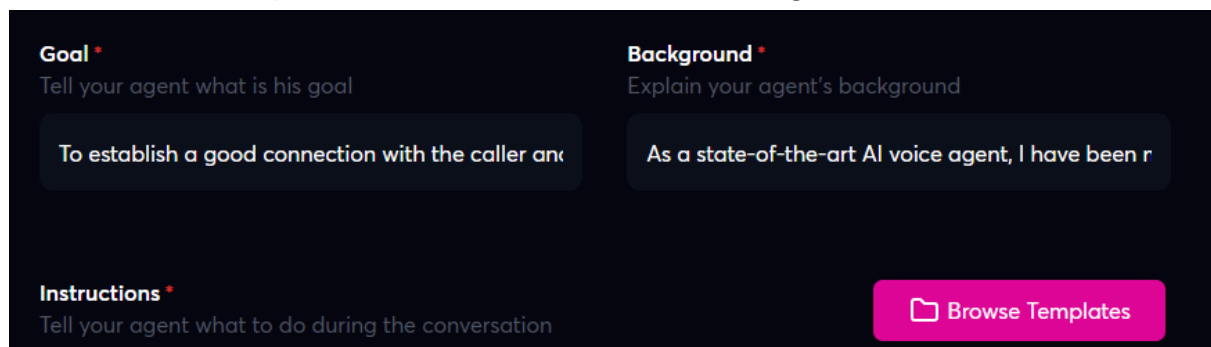 Goal *
Tell your agent what is his goal
To establish a good connection with the caller and
Background *
Explain your agent's background
As a state-of-the-art AI voice agent, I have been
Instructions *
Tell your agent what to do during the conversation
Browse Templates